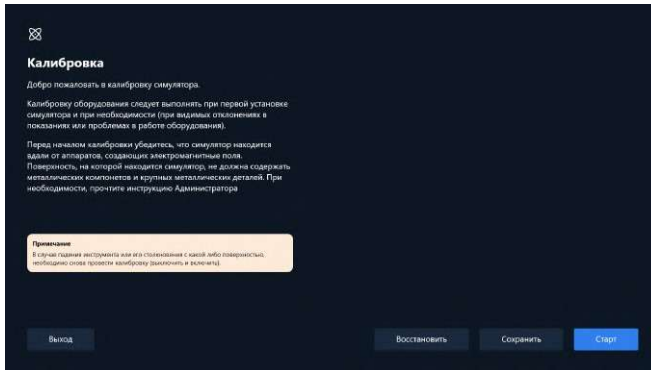 Калибровка
Добро пожаловать в калибровку симулятора.
Калибровку оборудования следует выполнять при первой установке
симулятора и при необходимости (при видимых отклонениях в
показаниях или проблемах в работе оборудования).
Перед началом калибровки убедитесь, что симулятор находится
вдали от аппаратов, создающих электромагнитные поля.
Поверхность, на которой находится симулятор, не должна содержать
металлических компонетов и крупных металлических деталей. При
необходимости, прочтите инструкцию Администратора
Примечание
В случае падения инструмента или его столкновения с какой либо поверхностью,
необходимо снова провести калибровку (выключить и включить).
Выход
Восстановить
Сохранить
Старт